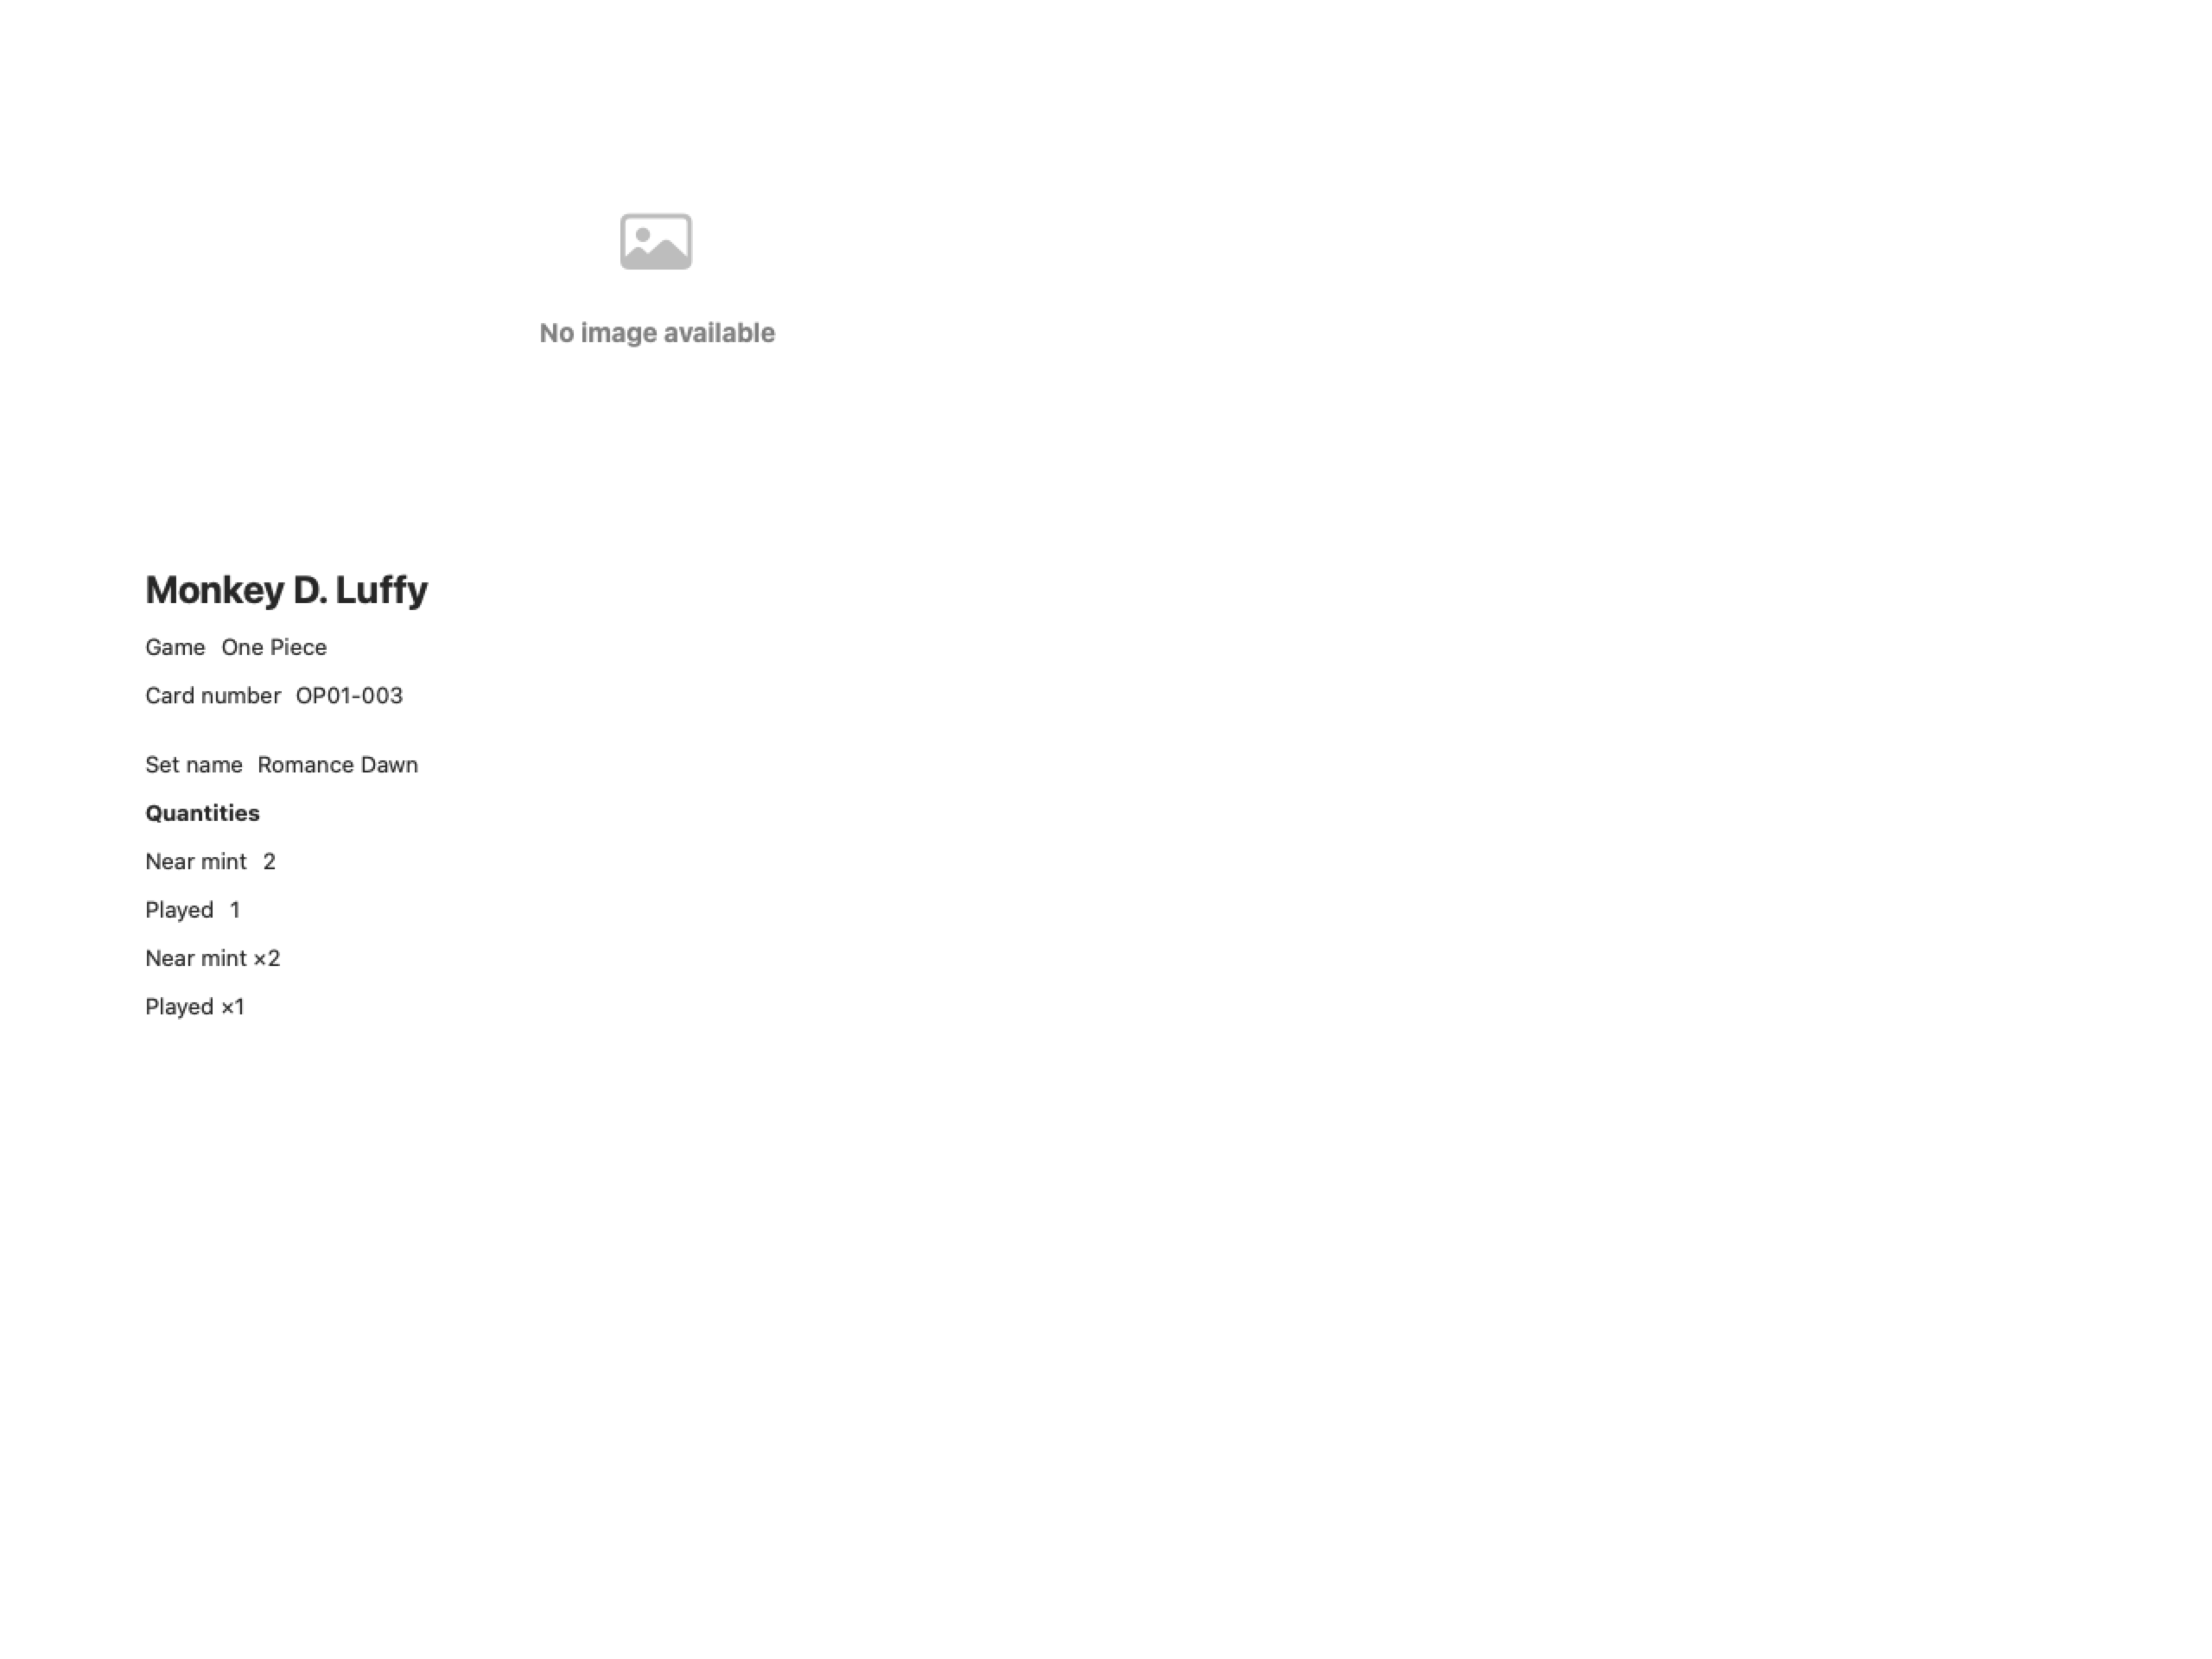 No image available
Monkey D. Luffy
Game One Piece
Card number OP01-003
Set name Romance Dawn
Quantities
Near mint 2
Played 1
Near mint ×2
Played ×1